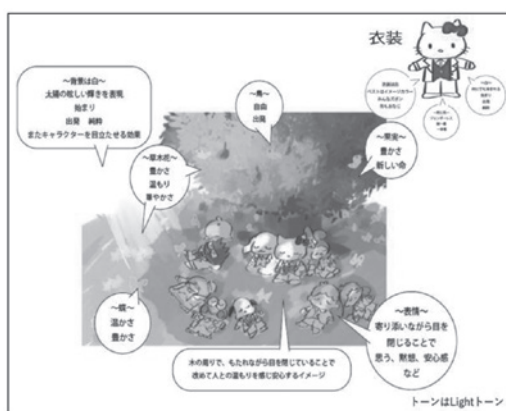 衣装
～背景は白～
太陽の眩しい輝きを表現
始まり
出発　純粋
またキャラクターを目立たせる効果
～鳥～
自由
出発
～果実～
豊かさ
新しい命
～草木花～
豊かさ
温もり
華やかさ
～蝶～
温かさ
豊かさ
木の周りで、もたれながら目を閉じていることで
改めて人との温もりを感じ安心するイメージ
～表情～
寄り添いながら目を
閉じることで
思う、黙想、安心感
など
トーンはLightトーン